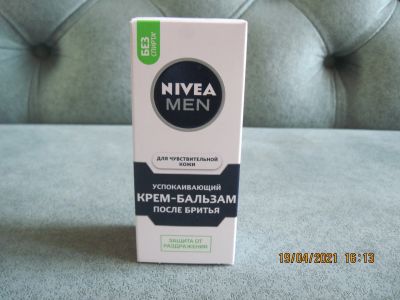 БЕЗ
СПИРТА*
NIVEA
MEN
ДЛЯ ЧУВСТВИТЕЛЬНОЙ
КОЖИ
УСПОКАИВАЮЩИЙ
КРЕМ-БАЛЬЗАМ
ПОСЛЕ БРИТЬЯ
ЗАЩИТА ОТ
РАЗДРАЖЕНИЯ
19/04/2021 16:13